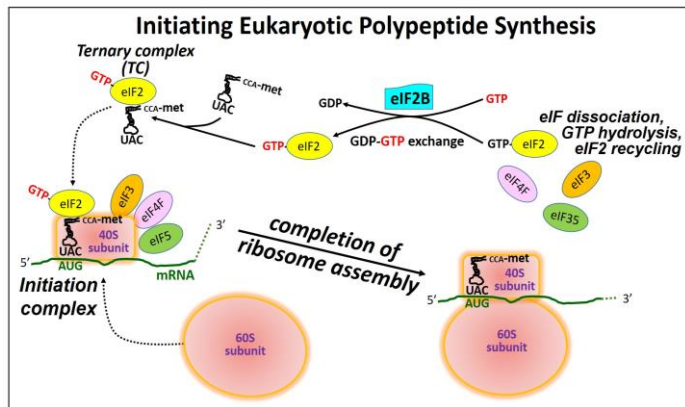 Initiating Eukaryotic Polypeptide Synthesis
Ternary complex
(TC)
GTP
eIF2
CCA-met
UAC
CCA-met
UAC
GTP
eIF2
GDP
eIF2B
GTP
GDP-GTP exchange
GTP
eIF2
eIF dissociation,
GTP hydrolysis,
eIF2 recycling
eIF4F
eIF3
eIF35
GTP
eIF2
eIF3
eIF4F
eIF5
CCA-met
40S
subunit
UAC
AUG
5′
3′
mRNA
Initiation
complex
completion of
ribosome assembly
60S
subunit
CCA-met
40S
subunit
UAC
AUG
5′
3′
60S
subunit